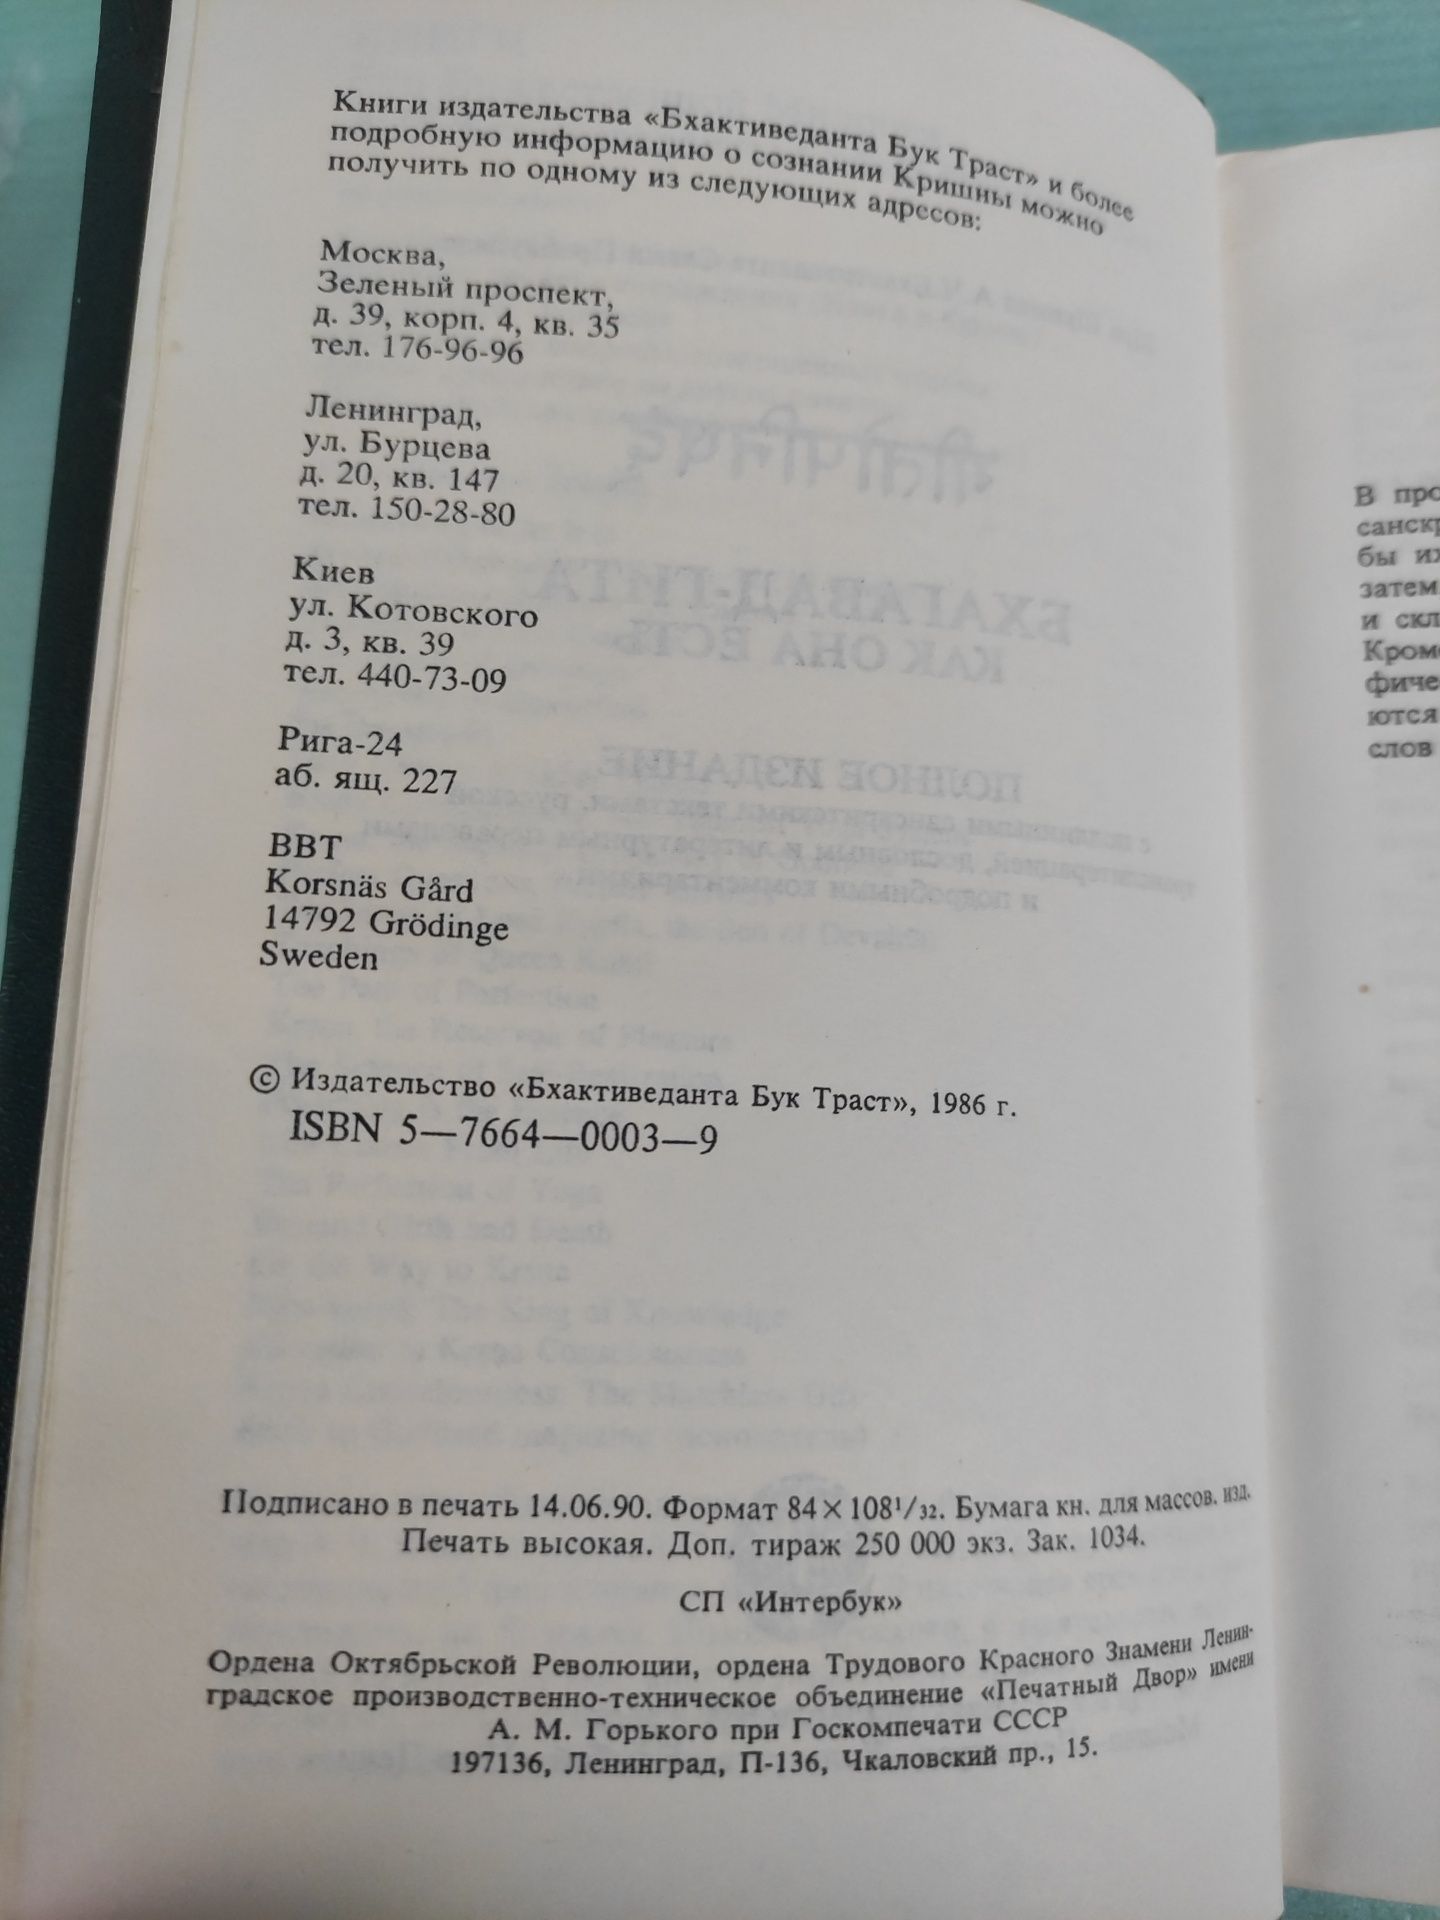 Книги издательства «Бхактиведанта Бук Траст» и более
подробную информацию о сознании Кришны можно
получить по одному из следующих адресов:
Москва,
Зеленый проспект,
д. 39, корп. 4, кв. 35
тел. 176-96-96
Ленинград,
ул. Бурцева
д. 20, кв. 147
тел. 150-28-80
Киев
ул. Котовского
д. 3, кв. 39
тел. 440-73-09
Рига-24
аб. ящ. 227
BBT
Korsnäs Gård
14792 Grödinge
Sweden
© Издательство «Бхактиведанта Бук Траст», 1986 г.
ISBN 5—7664—0003—9
Подписано в печать 14.06.90. Формат 84×108¹/₃₂. Бумага кн. для массов. изд.
Печать высокая. Доп. тираж 250 000 экз. Зак. 1034.
СП «Интербук»
Ордена Октябрьской Революции, ордена Трудового Красного Знамени Ленин-
градское производственно-техническое объединение «Печатный Двор» имени
А. М. Горького при Госкомпечати СССР
197136, Ленинград, П-136, Чкаловский пр., 15.
В
бы
затем
и
ются
слов